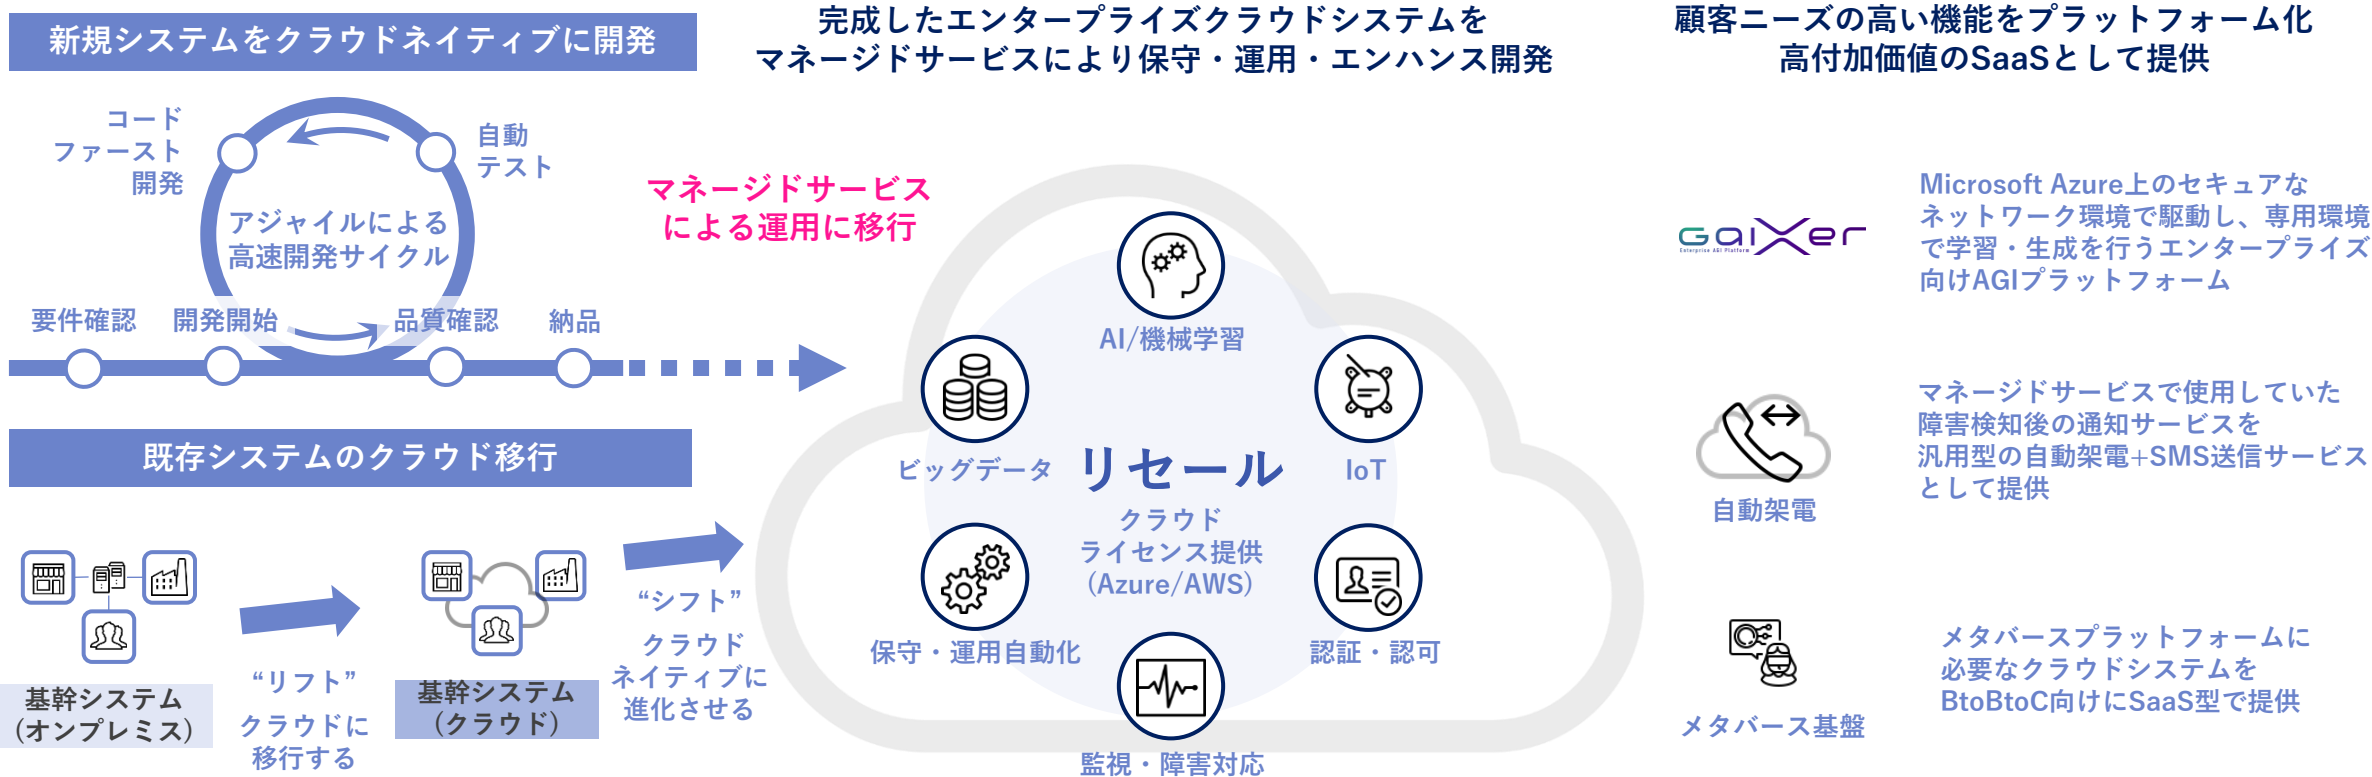 新規システムをクラウドネイティブに開発
コード
ファースト
開発
自動
テスト
アジャイルによる
高速開発サイクル
要件確認
開発開始
品質確認
納品
マネージドサービス
による運用に移行
既存システムのクラウド移行
基幹システム
(オンプレミス)
“リフト”
クラウドに
移行する
基幹システム
(クラウド)
“シフト”
クラウド
ネイティブに
進化させる
完成したエンタープライズクラウドシステムを
マネージドサービスにより保守・運用・エンハンス開発
AI/機械学習
ビッグデータ
IoT
リセール
クラウド
ライセンス提供
(Azure/AWS)
保守・運用自動化
認証・認可
監視・障害対応
顧客ニーズの高い機能をプラットフォーム化
高付加価値のSaaSとして提供
GaiXer
Enterprise AGI Platform
Microsoft Azure上のセキュアな
ネットワーク環境で駆動し、専用環境
で学習・生成を行うエンタープライズ
向けAGIプラットフォーム
自動架電
マネージドサービスで使用していた
障害検知後の通知サービスを
汎用型の自動架電+SMS送信サービス
として提供
メタバース基盤
メタバースプラットフォームに
必要なクラウドシステムを
BtoBtoC向けにSaaS型で提供